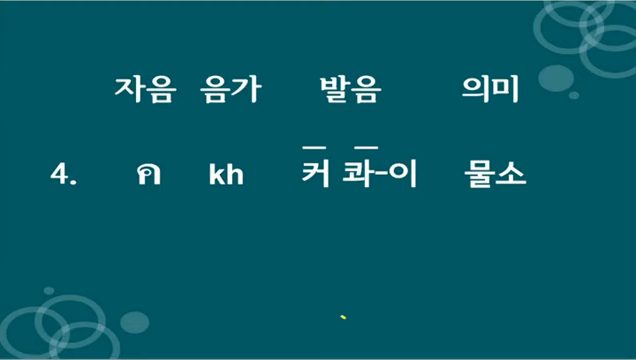 자음 음가 발음 의미
4. ค kh 커 콰-이 물소